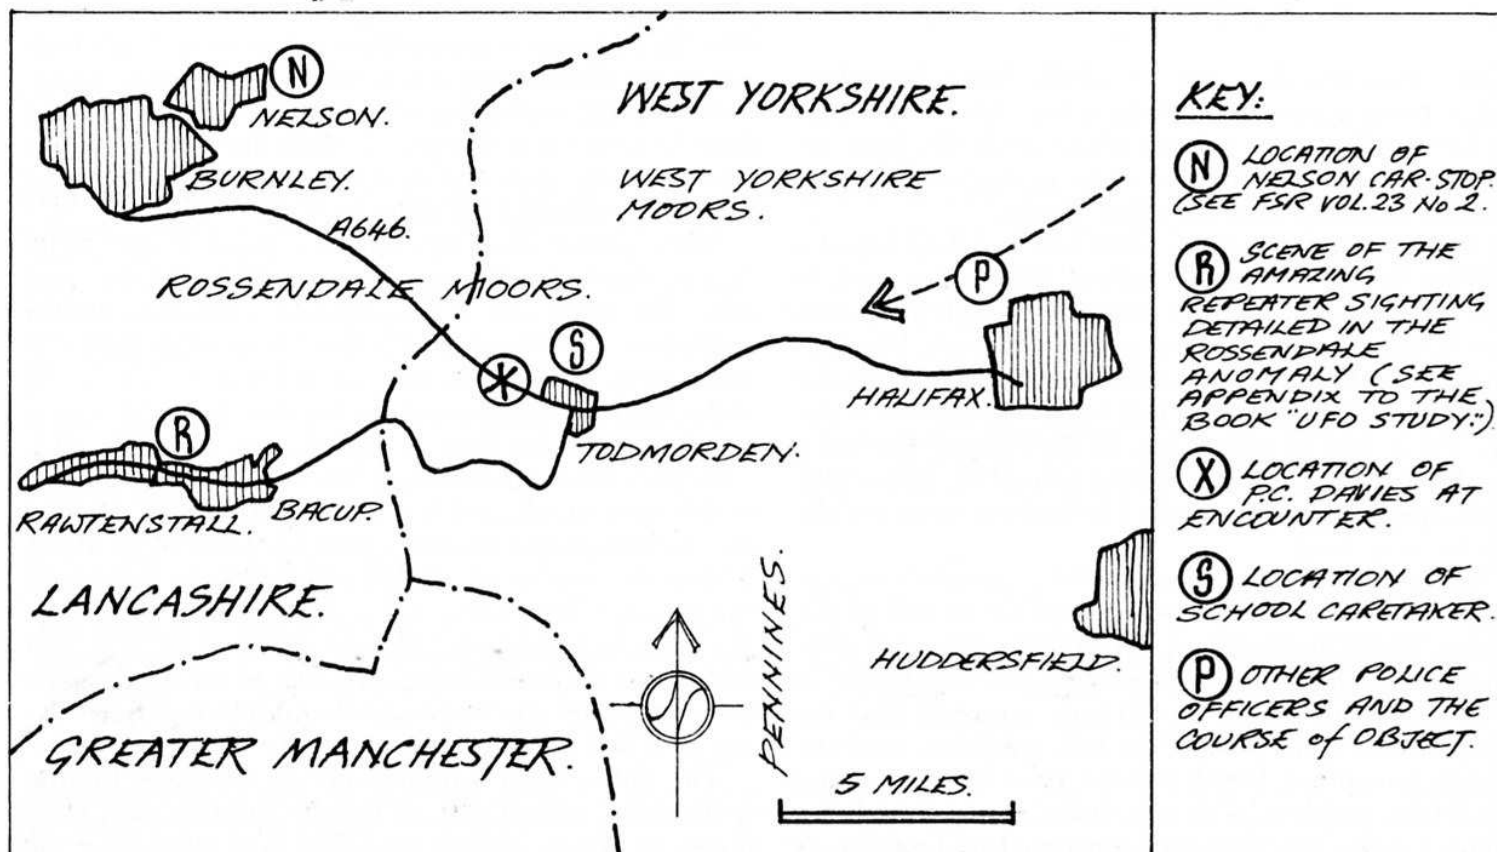 N
NELSON.
BURNLEY.
A646.
WEST YORKSHIRE.
WEST YORKSHIRE
MOORS.
ROSSENDALE MOORS.
P
S
X
HALIFAX.
TODMORDEN.
R
RAWTENSTALL.
BACUP.
LANCASHIRE.
GREATER MANCHESTER.
N
PENNINES.
HUDDERSFIELD.
5 MILES.
KEY:
N LOCATION OF
NELSON CAR-STOP.
(SEE FSR VOL.23 No 2.
R SCENE OF THE
AMAZING
REPEATER SIGHTING
DETAILED IN THE
ROSSENDALE
ANOMALY (SEE
APPENDIX TO THE
BOOK "UFO STUDY:")
X LOCATION OF
P.C. DAVIES AT
ENCOUNTER.
S LOCATION OF
SCHOOL CARETAKER.
P OTHER POLICE
OFFICERS AND THE
COURSE of OBJECT.